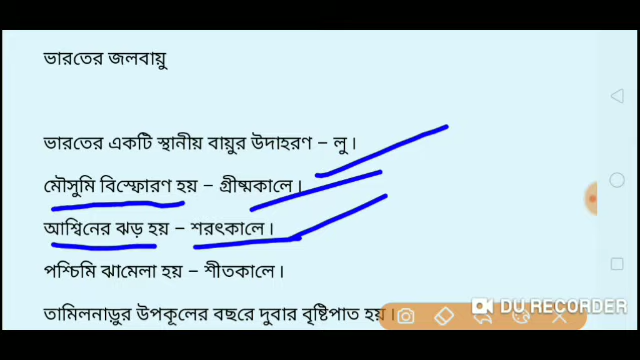 ভারতের জলবায়ু
ভারতের একটি স্থানীয় বায়ুর উদাহরণ – লু।
মৌসুমি বিস্ফোরণ হয় – গ্রীষ্মকালে।
আশ্বিনের ঝড় হয় – শরৎকালে।
পশ্চিমি ঝামেলা হয় – শীতকালে।
তামিলনাড়ুর উপকূলের বছরে দুবার বৃষ্টিপাত হয়।
DU RECORDER